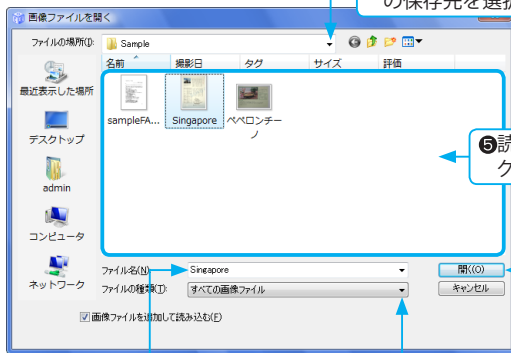 画像ファイルを開く
の保存先を選択
ファイルの場所(I):
Sample
名前
撮影日
タグ
サイズ
評価
最近表示した場所
デスクトップ
admin
コンピュータ
ネットワーク
sampleFA...
Singapore
ペペロンチー
ノ
❺読
ク
ファイル名(N):
Singapore
開く(O)
ファイルの種類(T):
すべての画像ファイル
キャンセル
画像ファイルを追加して読み込む(F)